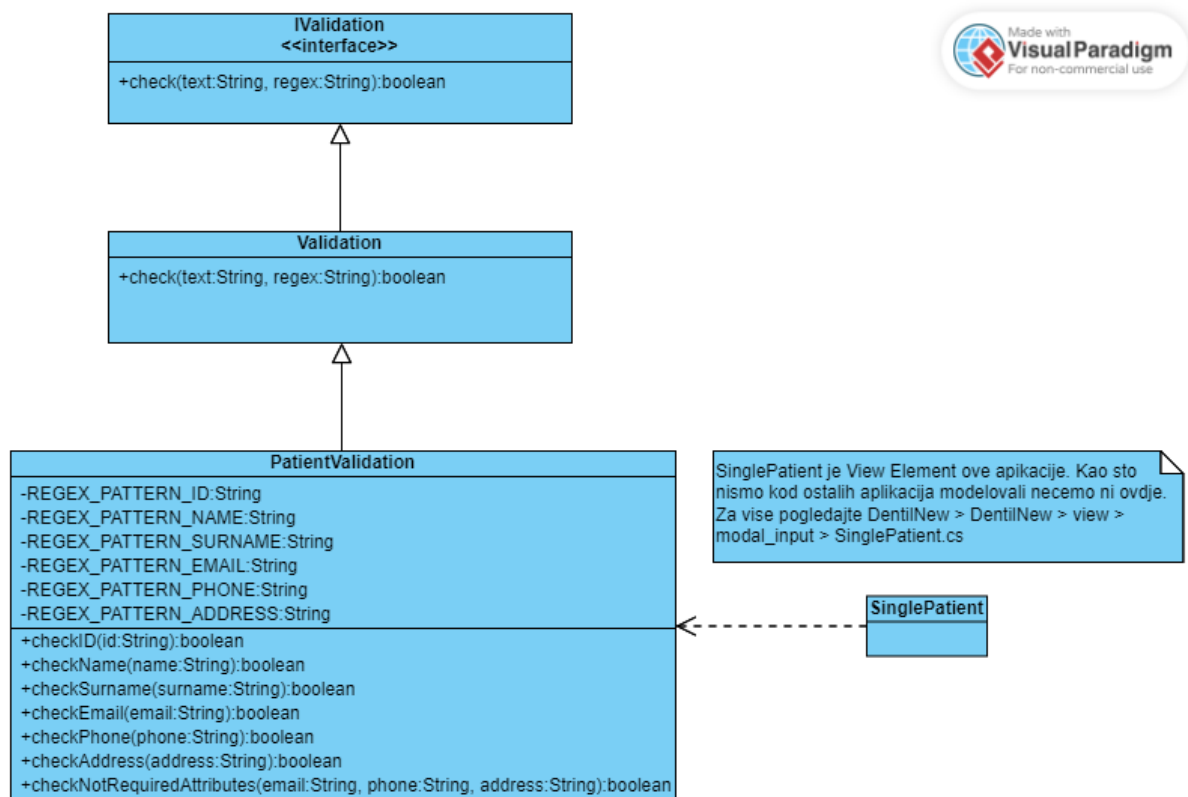 IValidation
<<interface>>
+check(text:String, regex:String):boolean
Made with
VisualParadigm
For non-commercial use
Validation
+check(text:String, regex:String):boolean
PatientValidation
-REGEX_PATTERN_ID:String
-REGEX_PATTERN_NAME:String
-REGEX_PATTERN_SURNAME:String
-REGEX_PATTERN_EMAIL:String
-REGEX_PATTERN_PHONE:String
-REGEX_PATTERN_ADDRESS:String
+checkID(id:String):boolean
+checkName(name:String):boolean
+checkSurname(surname:String):boolean
+checkEmail(email:String):boolean
+checkPhone(phone:String):boolean
+checkAddress(address:String):boolean
+checkNotRequiredAttributes(email:String, phone:String, address:String):boolean
SinglePatient je View Element ove apikacije. Kao sto
nismo kod ostalih aplikacija modelovali necemo ni ovdje.
Za vise pogledajte DentilNew > DentilNew > view >
modal_input > SinglePatient.cs
SinglePatient